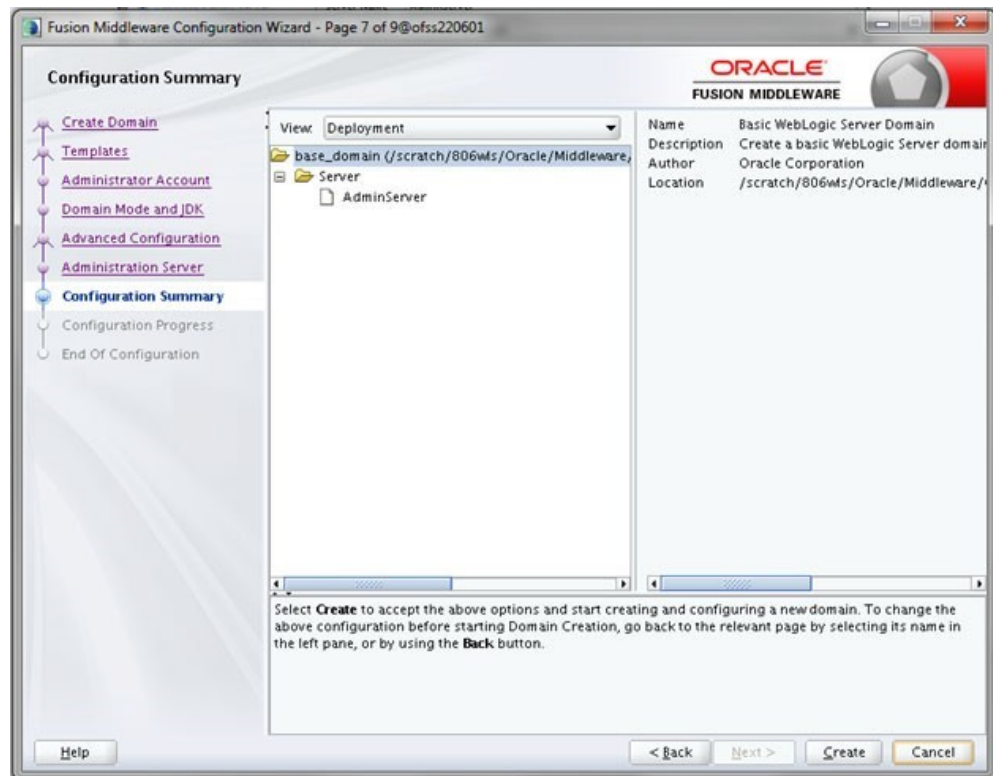 Fusion Middleware Configuration Wizard - Page 7 of 9@ofss220601
Configuration Summary
ORACLE
FUSION MIDDLEWARE
Create Domain
Templates
Administrator Account
Domain Mode and JDK
Advanced Configuration
Administration Server
Configuration Summary
Configuration Progress
End Of Configuration
View: Deployment
base_domain (/scratch/806wls/Oracle/Middleware/
Server
AdminServer
Name Basic WebLogic Server Domain
Description Create a basic WebLogic Server domain
Author Oracle Corporation
Location /scratch/806wls/Oracle/Middleware/
Select Create to accept the above options and start creating and configuring a new domain. To change the
above configuration before starting Domain Creation, go back to the relevant page by selecting its name in
the left pane, or by using the Back button.
Help
< Back
Next >
Create
Cancel